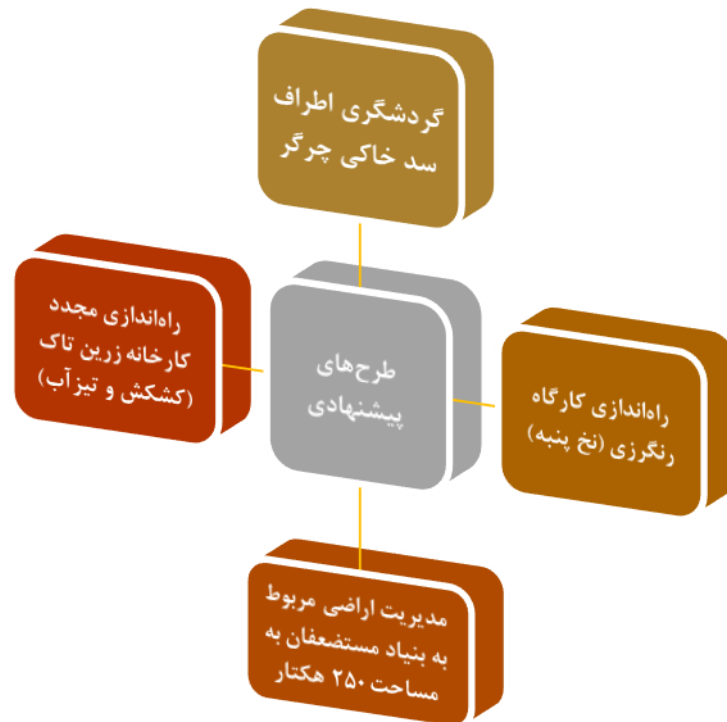 گردشگری اطراف
سد خاکی چرگر
راه‌اندازی کارگاه
رنگرزی (نخ پنبه)
طرح‌های
پیشنهادی
راه‌اندازی مجدد
کارخانه زرین تاک
(کشکش و تیزآب)
مدیریت اراضی مربوط
به بنیاد مستضعفان به
مساحت ۲۵۰ هکتار